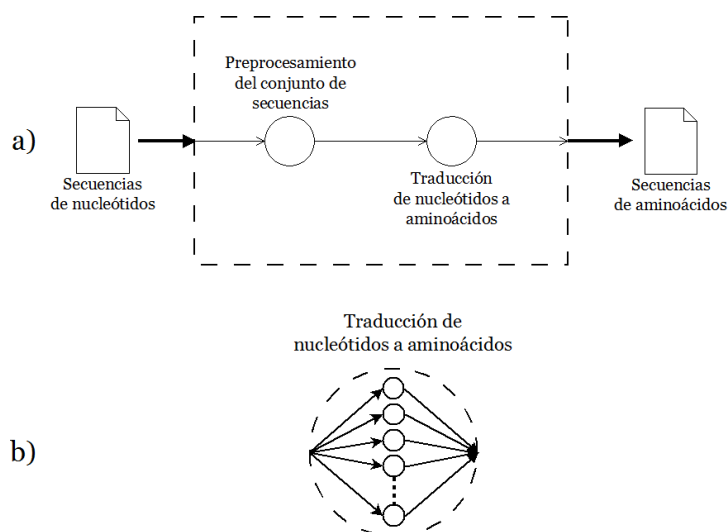 Preprocesamiento
del conjunto de
secuencias
a)
Secuencias
de nucleótidos
Traducción
de nucleótidos a
aminoácidos
Secuencias
de aminoácidos
Traducción de
nucleótidos a aminoácidos
b)